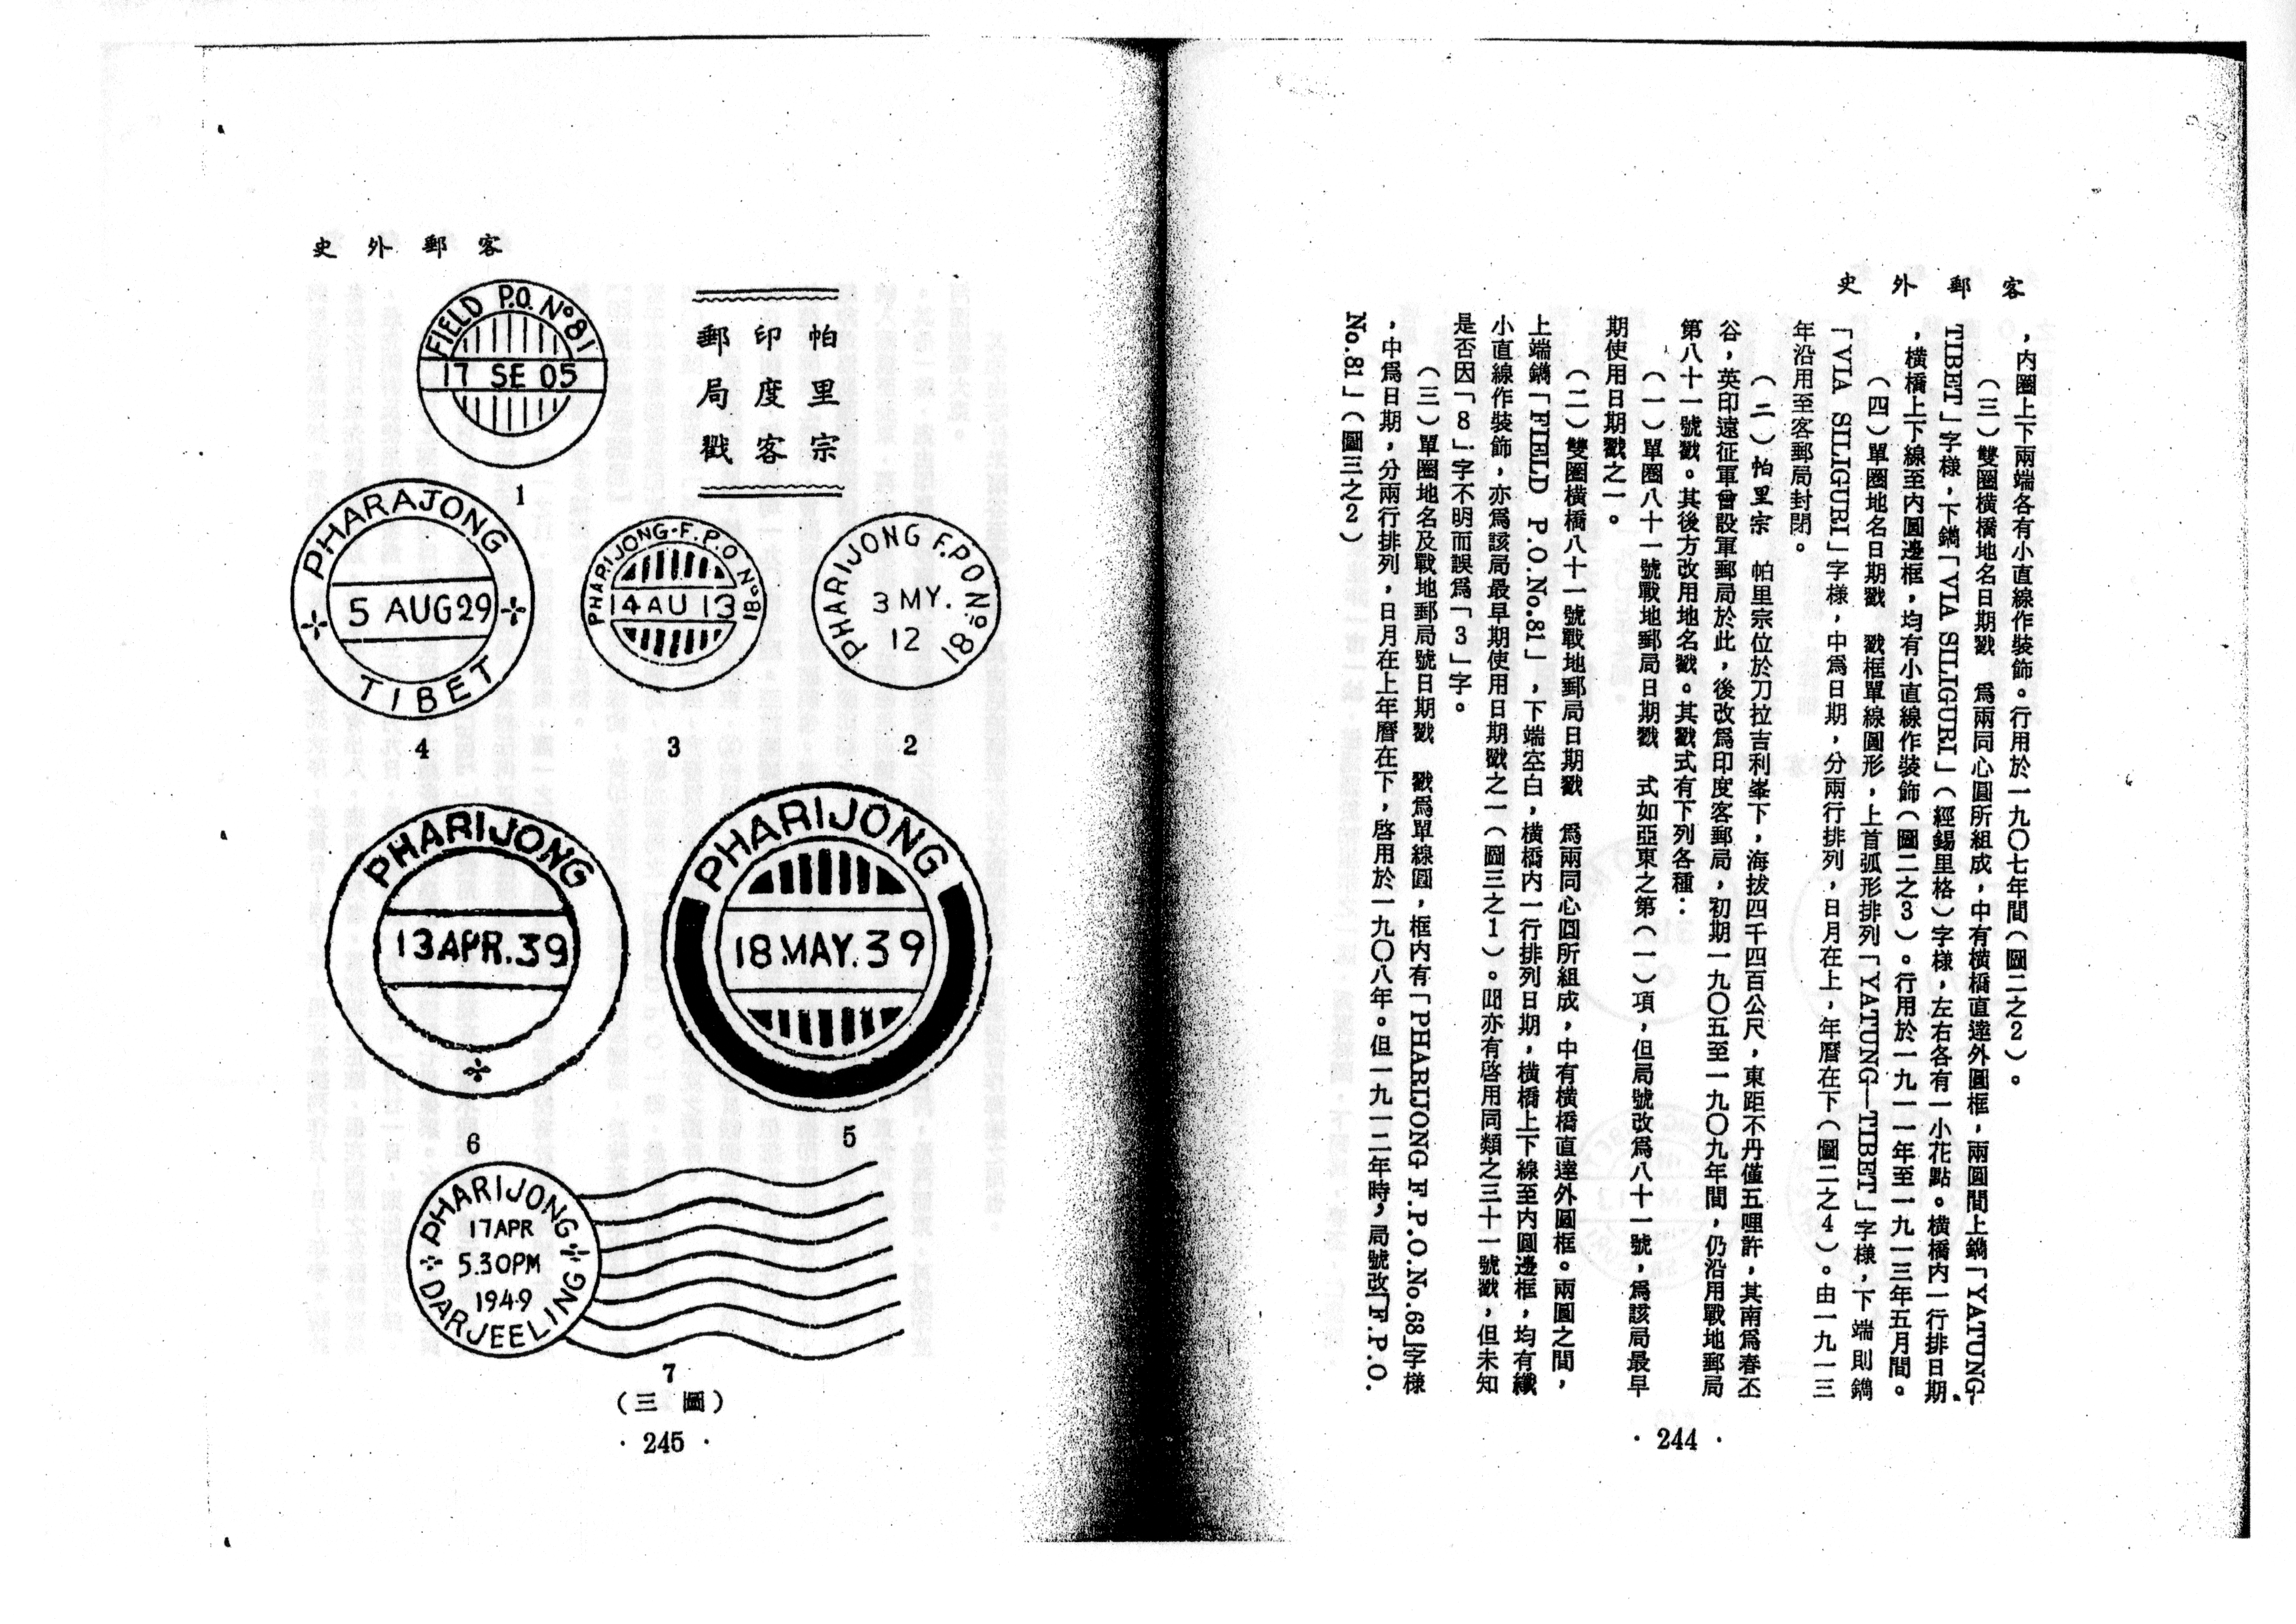 客郵外史
，內圈上下兩端各有小直線作裝飾。行用於一九〇七年間（圖二之2）。
（三）雙圈橫橋地名日期戳　為兩同心圓所組成，中有橫橋直達外圓框，兩圓間上鐫「YATUNG-
TIBET」字樣，下鐫「VIA SILIGURI」（經錫里格）字樣，左右各有一小花點。橫橋內一行排日期
，橫橋上下線至內圓邊框，均有小直線作裝飾（圖二之3）。行用於一九一一年至一九一三年五月間。
（四）單圈地名日期戳　戳框單線圓形，上首弧形排列「YATUNG—TIBET」字樣，下端則鐫
「VIA SILIGURI」字樣，中為日期，分兩行排列，日月在上，年曆在下（圖二之4）。由一九一三
年沿用至客郵局封閉。
（二）帕里宗　帕里宗位於刀拉吉利峯下，海拔四千四百公尺，東距不丹僅五哩許，其南為春丕
谷，英印遠征軍曾設軍郵局於此，後改為印度客郵局，初期一九〇五至一九〇九年間，仍沿用戰地郵局
第八十一號戳。其後方改用地名戳。其戳式有下列各種：
（一）單圈八十一號戰地郵局日期戳　式如亞東之第（一）項，但局號改為八十一號，為該局最早
期使用日期戳之一。
（二）雙圈橫橋八十一號戰地郵局日期戳　為兩同心圓所組成，中有橫橋直達外圓框。兩圓之間，
上端鐫「FIELD P.O.No.81」，下端空白，橫橋內一行排列日期，橫橋上下線至內圓邊框，均有纖
小直線作裝飾，亦為該局最早期使用日期戳之一（圖三之1）。間亦有啓用同類之三十一號戳，但未知
是否因「8」字不明而誤為「3」字。
（三）單圈地名及戰地郵局號日期戳　戳為單線圓，框內有「PHARIJONG F.P.O.No.68」字樣
，中為日期，分兩行排列，日月在上年曆在下，啓用於一九〇八年。但一九一二年時，局號改「F.P.O.
No.81」（圖三之2）
· 244 ·
客郵外史
帕里宗
印度客
郵局戳
FIELD P.O. Nº 81
17 SE 05
1
PHARIJONG F.P.O Nº 81
3 MY.
12
2
PHARIJONG-F.P.O Nº 81
14 AU 13
3
PHARAJONG
5 AUG 29
TIBET
4
PHARIJONG
18 MAY. 39
5
PHARIJONG
13 APR. 39
6
PHARIJONG
17 APR
5.30PM
1949
DARJEELING
7
（圖三）
· 245 ·